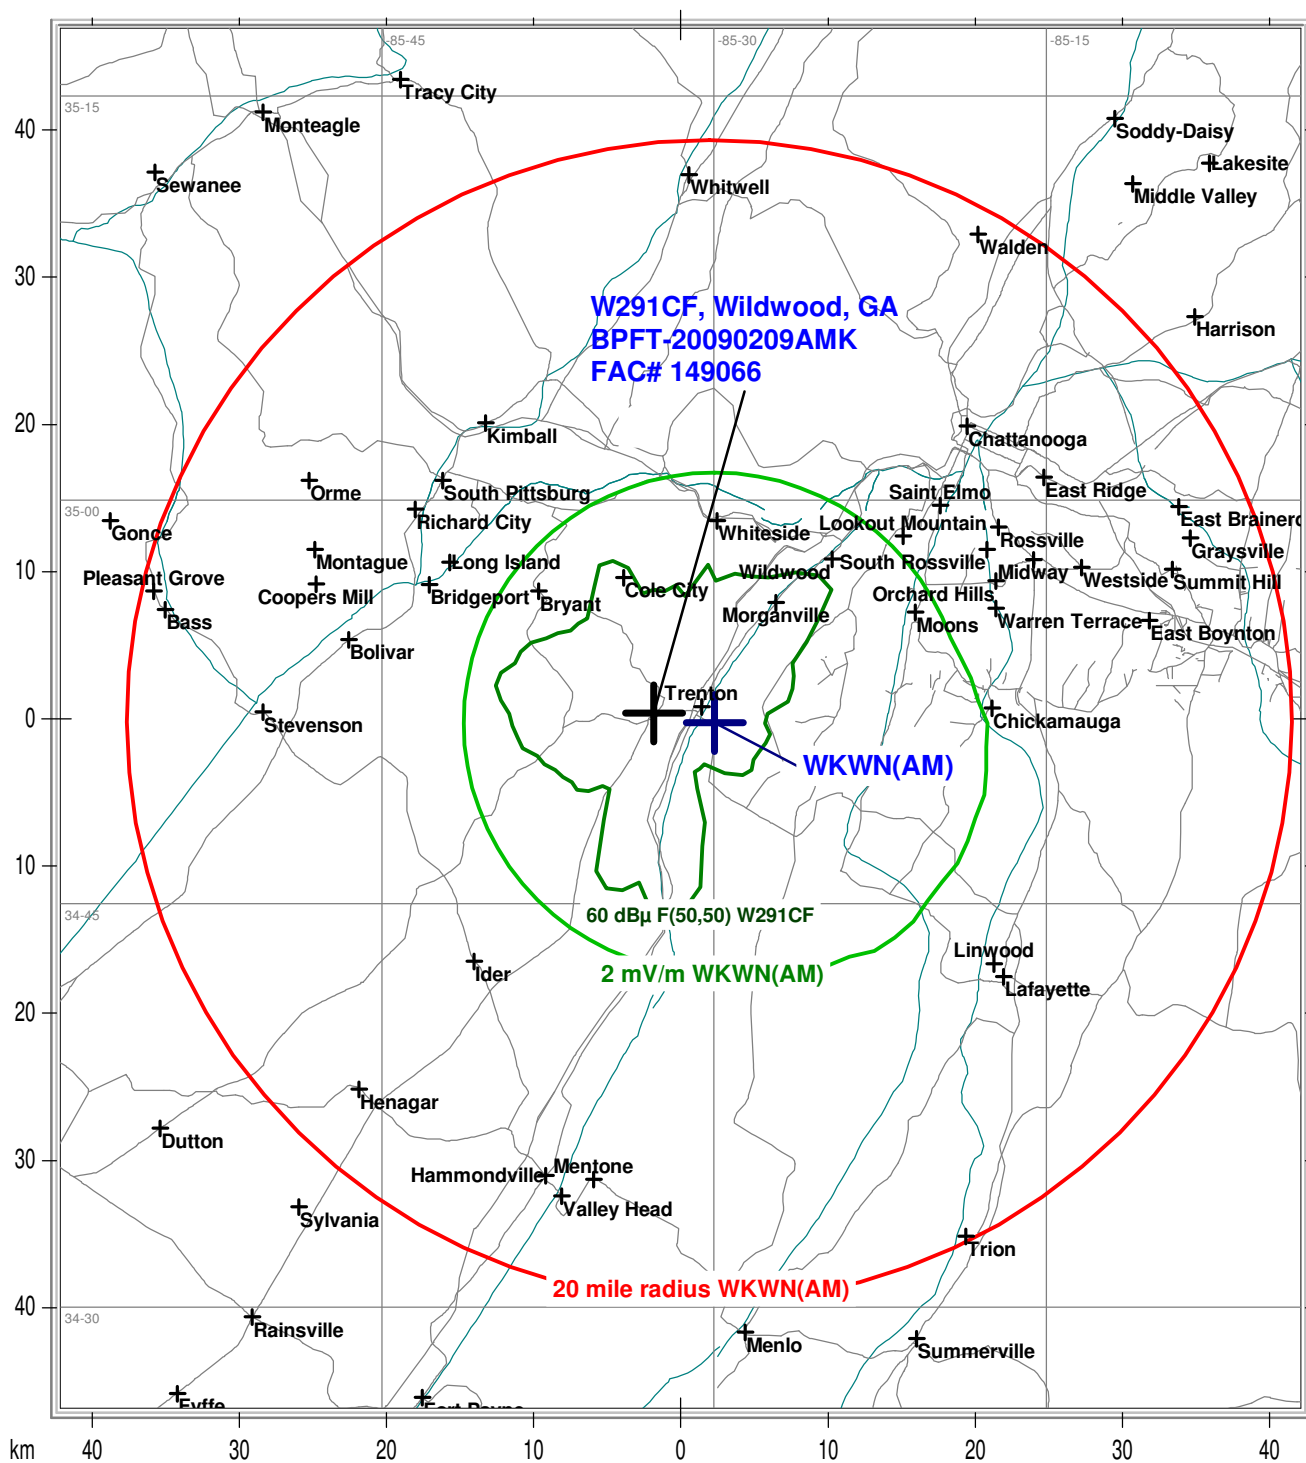 -85-45
-85-30
-85-15
Tracy City
35-15
Monteagle
40
Soddy-Daisy
Lakesite
Sewanee
Whitwell
Middle Valley
Walden
30
W291CF, Wildwood, GA
BPFT-20090209AMK
FAC# 149066
Harrison
20
Kimball
Chattanooga
Orme
South Pittsburg
Saint Elmo
East Ridge
35-00
Gonce
Richard City
Whiteside
Lookout Mountain
Rossville
East Brainerd
Graysville
Montague
Long Island
South Rossville
10
Pleasant Grove
Wildwood
Midway
Westside
Summit Hill
Coopers Mill
Bridgeport
Bryant
Cole City
Orchard Hills
Bass
Morganville
Moons
Warren Terrace
East Boynton
Bolivar
Trenton
0
Stevenson
Chickamauga
WKWN(AM)
10
34-45
60 dBµ F(50,50) W291CF
Linwood
2 mV/m WKWN(AM)
Ider
Lafayette
20
Henagar
Dutton
30
Hammondville
Mentone
Valley Head
Sylvania
Trion
20 mile radius WKWN(AM)
40
34-30
Rainsville
Menlo
Summerville
Fyffe
Fort Payne
km
40
30
20
10
0
10
20
30
40